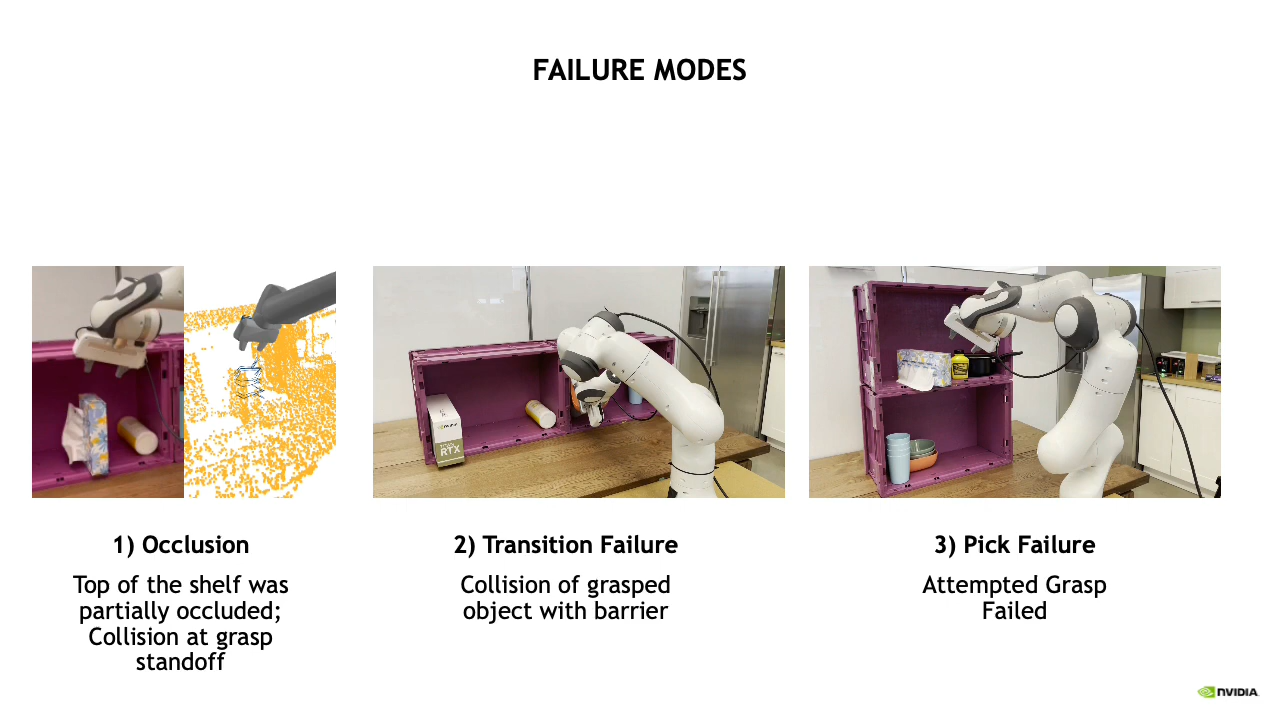 FAILURE MODES
RTX
1) Occlusion
Top of the shelf was
partially occluded;
Collision at grasp
standoff
2) Transition Failure
Collision of grasped
object with barrier
3) Pick Failure
Attempted Grasp
Failed
NVIDIA.